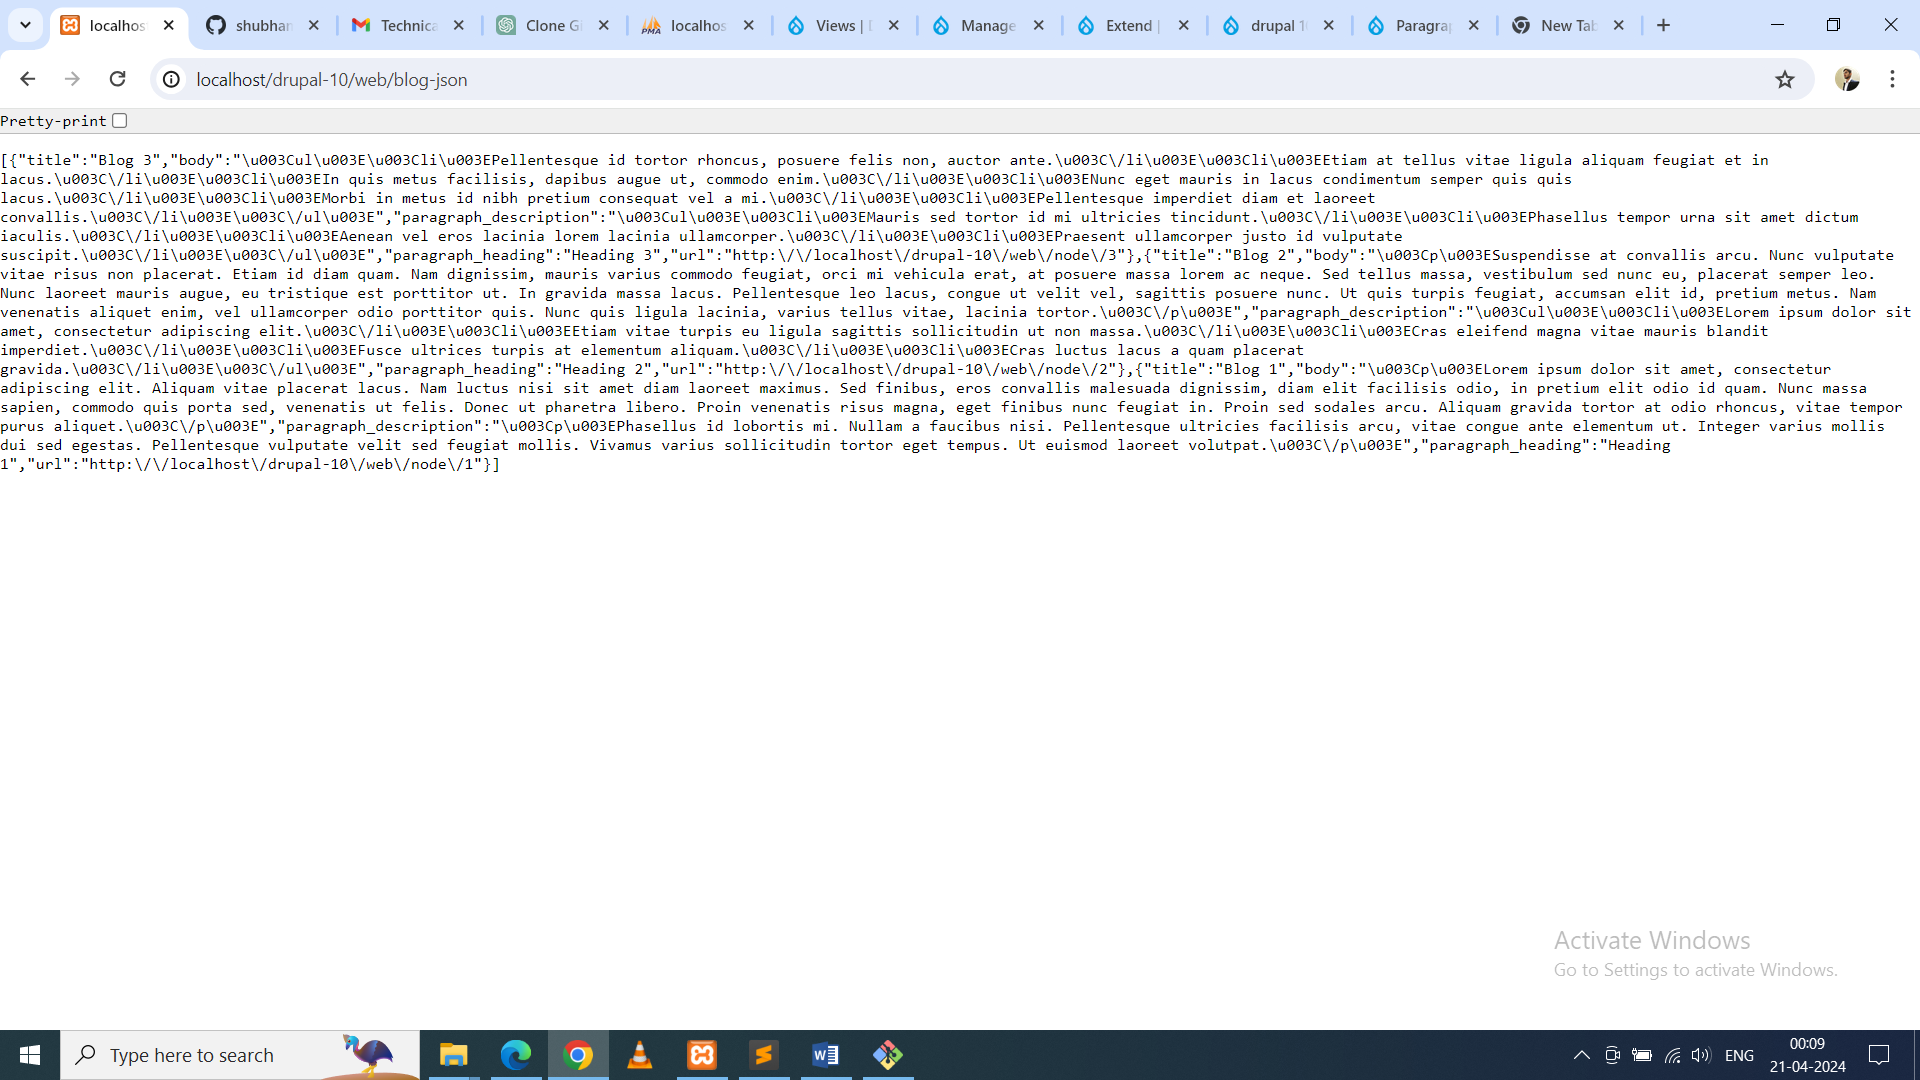 localhos
shubhan
Technica
Clone Gi
localhos
Views | D
Manage
Extend |
drupal 10
Paragrap
New Tab
localhost/drupal-10/web/blog-json
Pretty-print
[{"title":"Blog 3","body":"\u003Cul\u003E\u003Cli\u003EPellentesque id tortor rhoncus, posuere felis non, auctor ante.\u003C\/li\u003E\u003Cli\u003EEtiam at tellus vitae ligula aliquam feugiat et in
lacus.\u003C\/li\u003E\u003Cli\u003EIn quis metus facilisis, dapibus augue ut, commodo enim.\u003C\/li\u003E\u003Cli\u003ENunc eget mauris in lacus condimentum semper quis quis
lacus.\u003C\/li\u003E\u003Cli\u003EMorbi in metus id nibh pretium consequat vel a mi.\u003C\/li\u003E\u003Cli\u003EPellentesque imperdiet diam et laoreet
convallis.\u003C\/li\u003E\u003C\/ul\u003E","paragraph_description":"\u003Cul\u003E\u003Cli\u003EMauris sed tortor id mi ultricies tincidunt.\u003C\/li\u003E\u003Cli\u003EPhasellus tempor urna sit amet dictum
iaculis.\u003C\/li\u003E\u003Cli\u003EAenean vel eros lacinia lorem lacinia ullamcorper.\u003C\/li\u003E\u003Cli\u003EPraesent ullamcorper justo id vulputate
suscipit.\u003C\/li\u003E\u003C\/ul\u003E","paragraph_heading":"Heading 3","url":"http:\/\/localhost\/drupal-10\/web\/node\/3"},{"title":"Blog 2","body":"\u003Cp\u003ESuspendisse at convallis arcu. Nunc vulputate
vitae risus non placerat. Etiam id diam quam. Nam dignissim, mauris varius commodo feugiat, orci mi vehicula erat, at posuere massa lorem ac neque. Sed tellus massa, vestibulum sed nunc eu, placerat semper leo.
Nunc laoreet mauris augue, eu tristique est porttitor ut. In gravida massa lacus. Pellentesque leo lacus, congue ut velit vel, sagittis posuere nunc. Ut quis turpis feugiat, accumsan elit id, pretium metus. Nam
venenatis aliquet enim, vel ullamcorper odio porttitor quis. Nunc quis ligula lacinia, varius tellus vitae, lacinia tortor.\u003C\/p\u003E","paragraph_description":"\u003Cul\u003E\u003Cli\u003ELorem ipsum dolor sit
amet, consectetur adipiscing elit.\u003C\/li\u003E\u003Cli\u003EEtiam vitae turpis eu ligula sagittis sollicitudin ut non massa.\u003C\/li\u003E\u003Cli\u003ECras eleifend magna vitae mauris blandit
imperdiet.\u003C\/li\u003E\u003Cli\u003EFusce ultrices turpis at elementum aliquam.\u003C\/li\u003E\u003Cli\u003ECras luctus lacus a quam placerat
gravida.\u003C\/li\u003E\u003C\/ul\u003E","paragraph_heading":"Heading 2","url":"http:\/\/localhost\/drupal-10\/web\/node\/2"},{"title":"Blog 1","body":"\u003Cp\u003ELorem ipsum dolor sit amet, consectetur
adipiscing elit. Aliquam vitae placerat lacus. Nam luctus nisi sit amet diam laoreet maximus. Sed finibus, eros convallis malesuada dignissim, diam elit facilisis odio, in pretium elit odio id quam. Nunc massa
sapien, commodo quis porta sed, venenatis ut felis. Donec ut pharetra libero. Proin venenatis risus magna, eget finibus nunc feugiat in. Proin sed sodales arcu. Aliquam gravida tortor at odio rhoncus, vitae tempor
purus aliquet.\u003C\/p\u003E","paragraph_description":"\u003Cp\u003EPhasellus id lobortis mi. Nullam a faucibus nisi. Pellentesque ultricies facilisis arcu, vitae congue ante elementum ut. Integer varius mollis
dui sed egestas. Pellentesque vulputate velit sed feugiat mollis. Vivamus varius sollicitudin tortor eget tempus. Ut euismod laoreet volutpat.\u003C\/p\u003E","paragraph_heading":"Heading
1","url":"http:\/\/localhost\/drupal-10\/web\/node\/1"}]
Activate Windows
Go to Settings to activate Windows.
Type here to search
ENG
00:09
21-04-2024